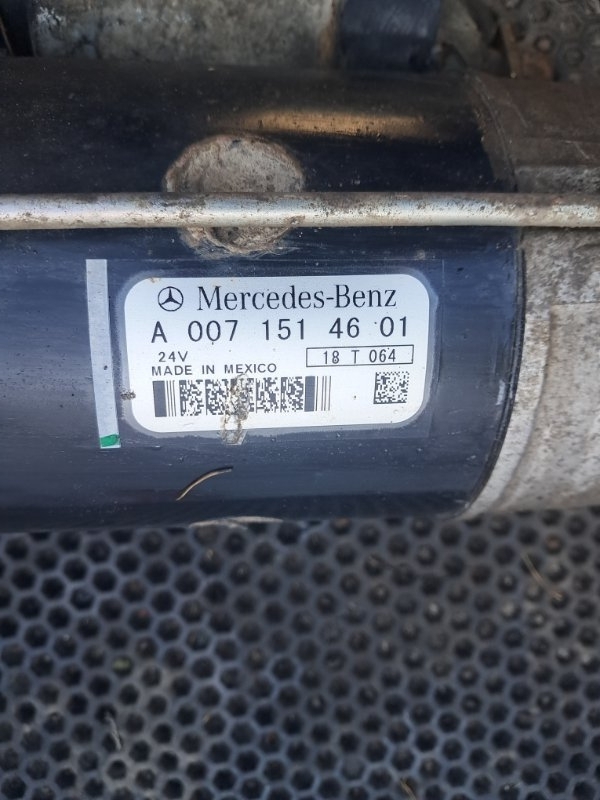 Mercedes-Benz
A 007 151 46 01
24V 18 T 064
MADE IN MEXICO